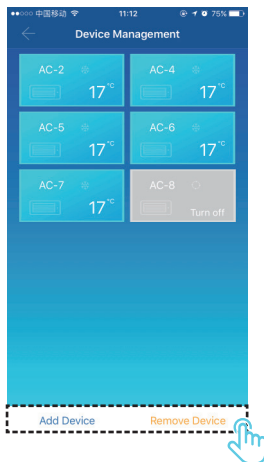 中国移动 11:12 75%
Device Management
AC-2 AC-4
17°C 17°C
AC-5 AC-6
17°C 17°C
AC-7 AC-8
17°C Turn off
Add Device Remove Device